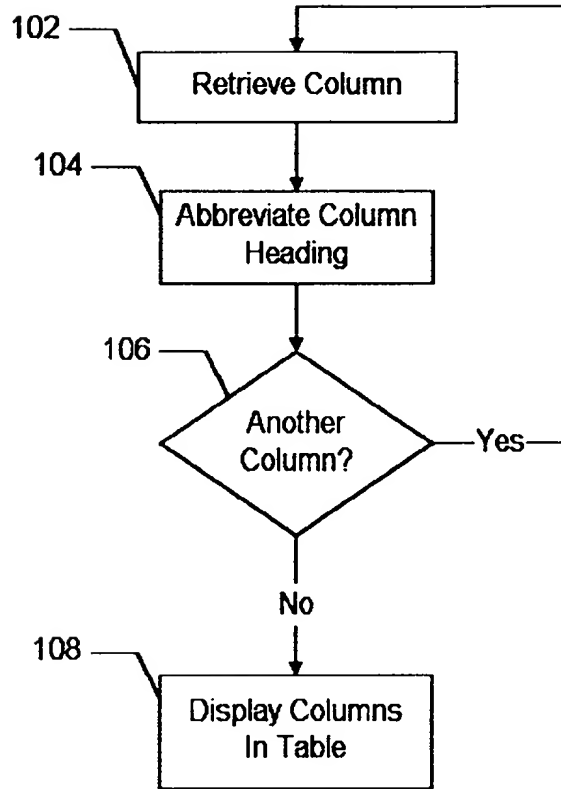 102
Retrieve Column
104
Abbreviate Column
Heading
106
Another
Column?
Yes
No
108
Display Columns
In Table